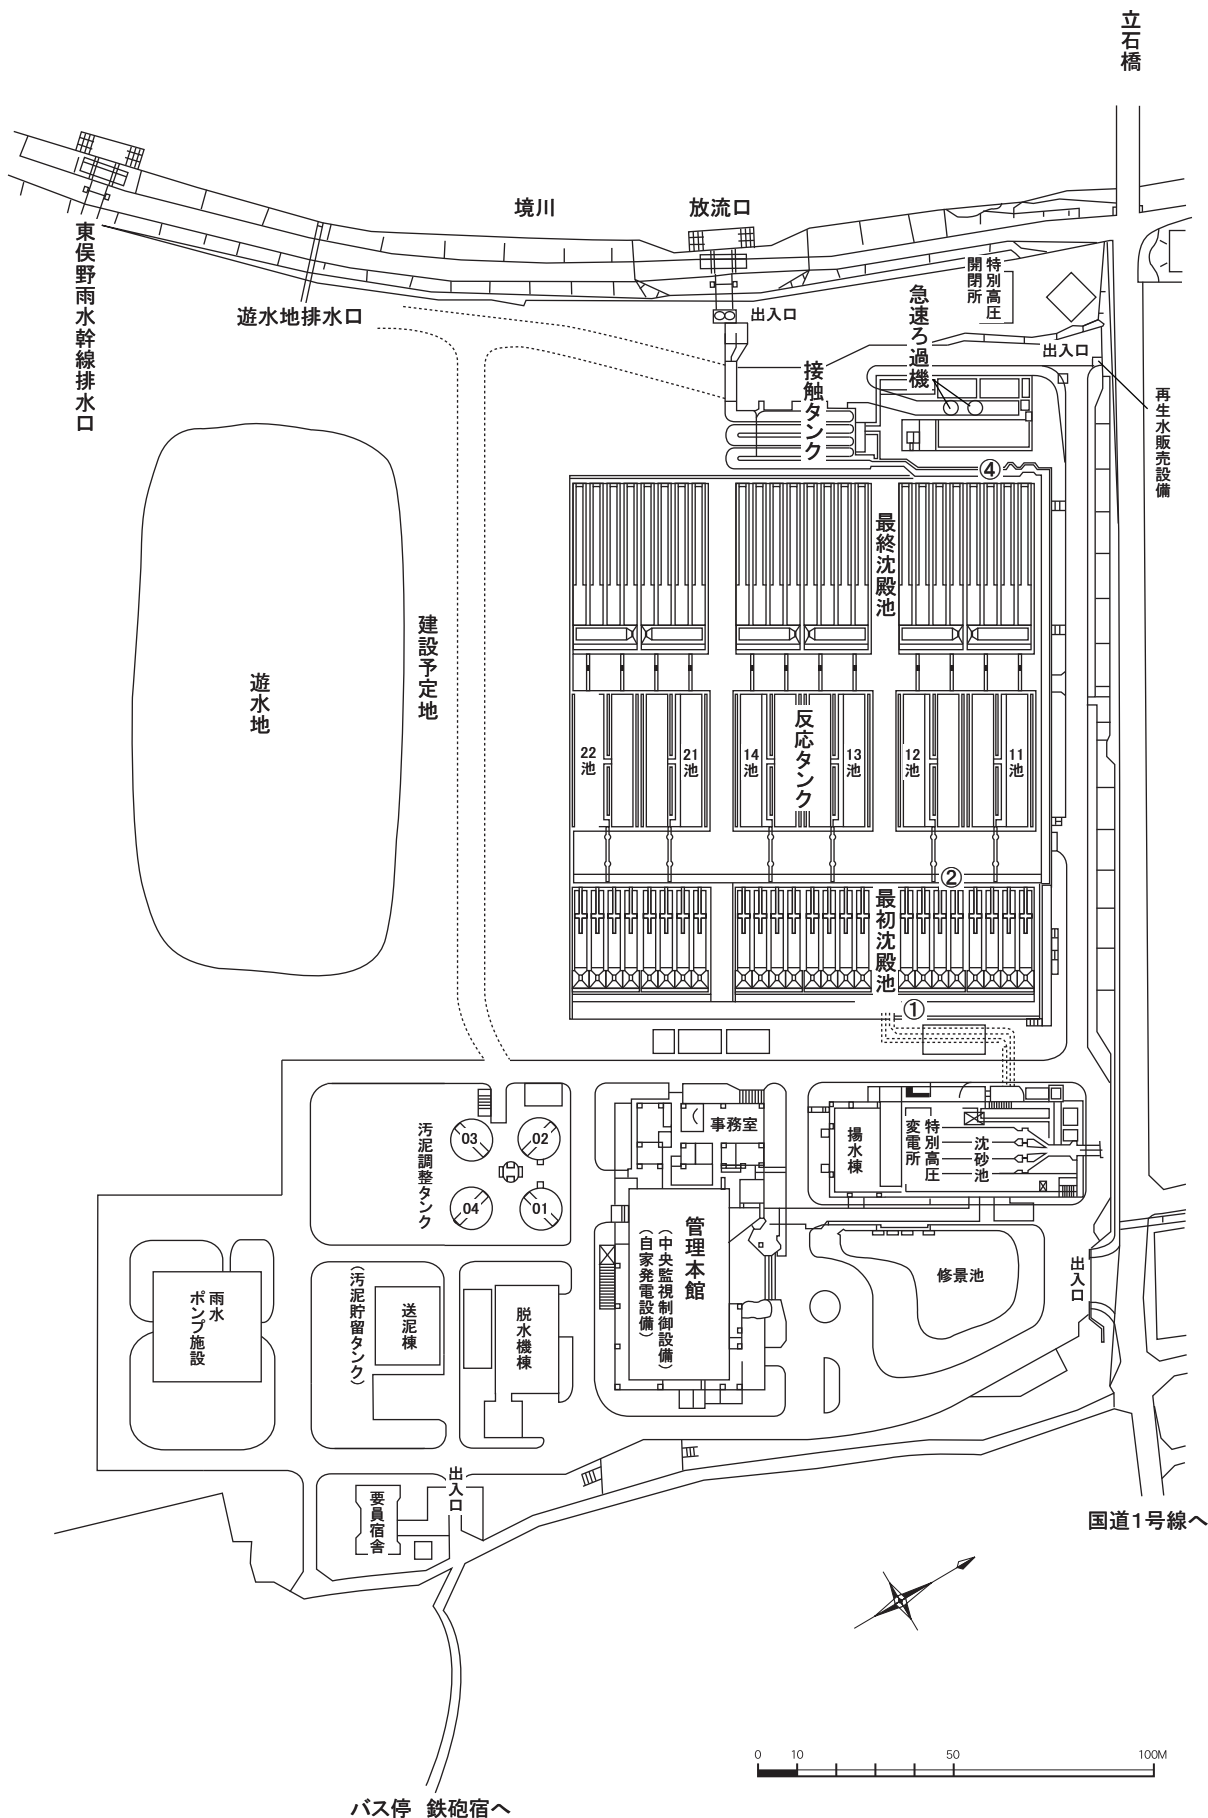 立石橋
境川
放流口
東俣野雨水幹線排水口
遊水地排水口
出入口
特別高圧
開閉所
急速ろ過機
出入口
再生水販売設備
接触タンク
④
最終沈殿池
建設予定地
遊水地
反応タンク
22池
21池
14池
13池
12池
11池
②
最初沈殿池
①
汚泥調整タンク
03
02
04
01
事務室
揚水棟
特別高圧
変電所
沈砂池
管理本館
(中央監視制御設備)
(自家発電設備)
修景池
出入口
雨水
ポンプ施設
送泥棟
(汚泥貯留タンク)
脱水機棟
要員宿舎
出入口
国道1号線へ
0 10 50 100M
バス停 鉄砲宿へ